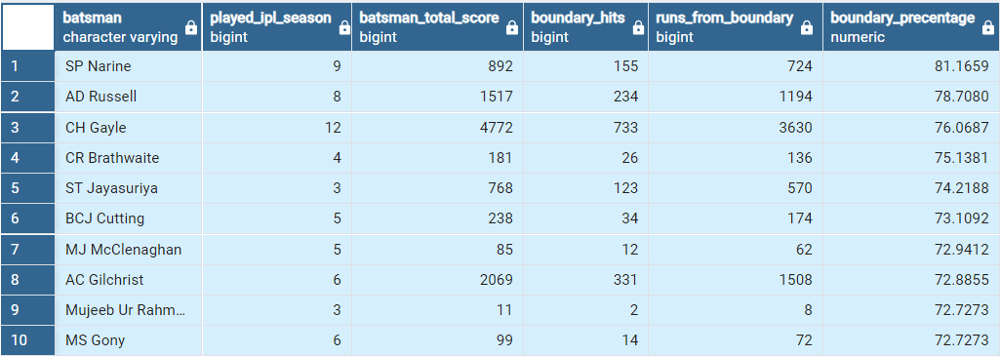 batsman played_ipl_season batsman_total_score boundary_hits runs_from_boundary boundary_precentage
character varying bigint bigint bigint bigint numeric
1 SP Narine 9 892 155 724 81.1659
2 AD Russell 8 1517 234 1194 78.7080
3 CH Gayle 12 4772 733 3630 76.0687
4 CR Brathwaite 4 181 26 136 75.1381
5 ST Jayasuriya 3 768 123 570 74.2188
6 BCJ Cutting 5 238 34 174 73.1092
7 MJ McClenaghan 5 85 12 62 72.9412
8 AC Gilchrist 6 2069 331 1508 72.8855
9 Mujeeb Ur Rahm... 3 11 2 8 72.7273
10 MS Gony 6 99 14 72 72.7273